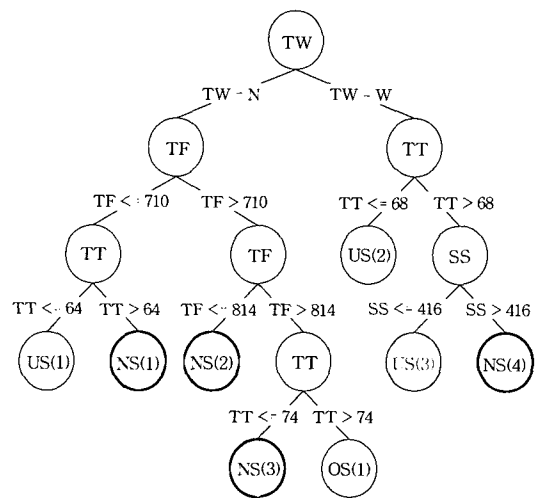 TW
TW - N TW - W
TF TT
TF <= 710 TF > 710 TT <= 68 TT > 68
TT TF US(2) SS
TT <- 64 TT > 64 TF <- 814 TF > 814 SS <- 416 SS > 416
US(1) NS(1) NS(2) TT US(3) NS(4)
TT <- 74 TT > 74
NS(3) OS(1)